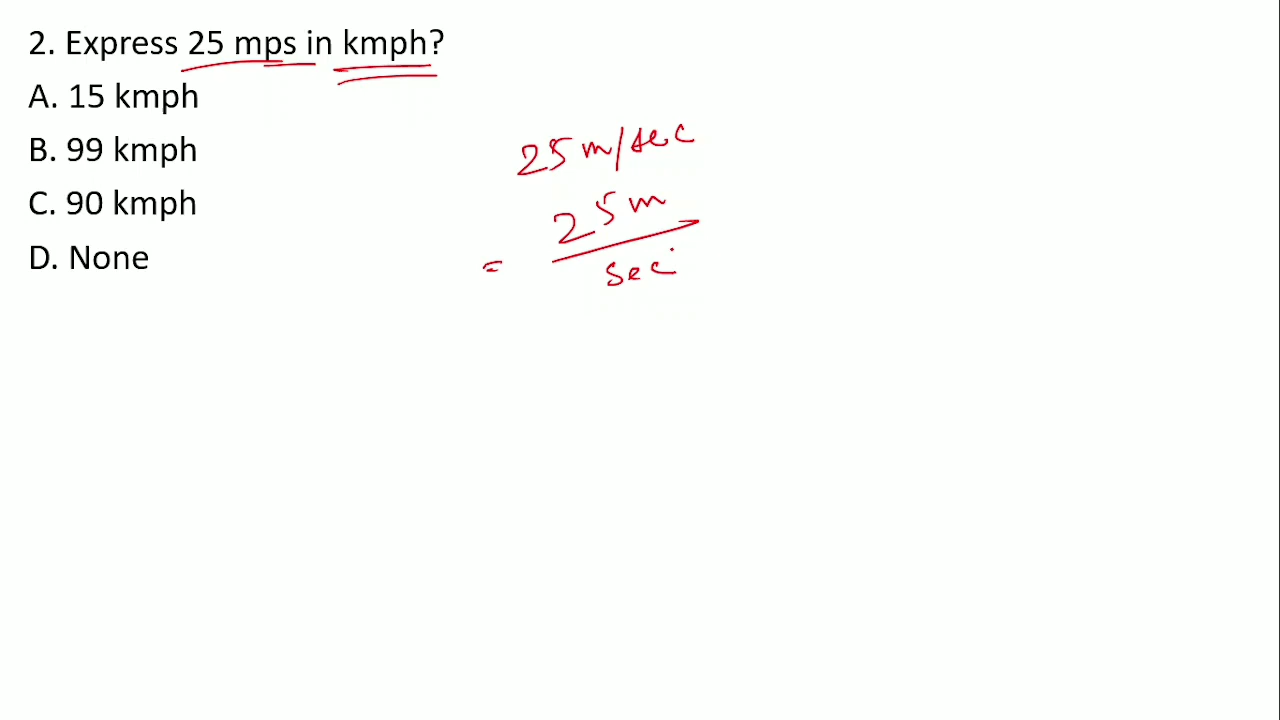 2. Express 25 mps in kmph?
A. 15 kmph
B. 99 kmph
C. 90 kmph
D. None
25 m/sec
= 25 m / sec